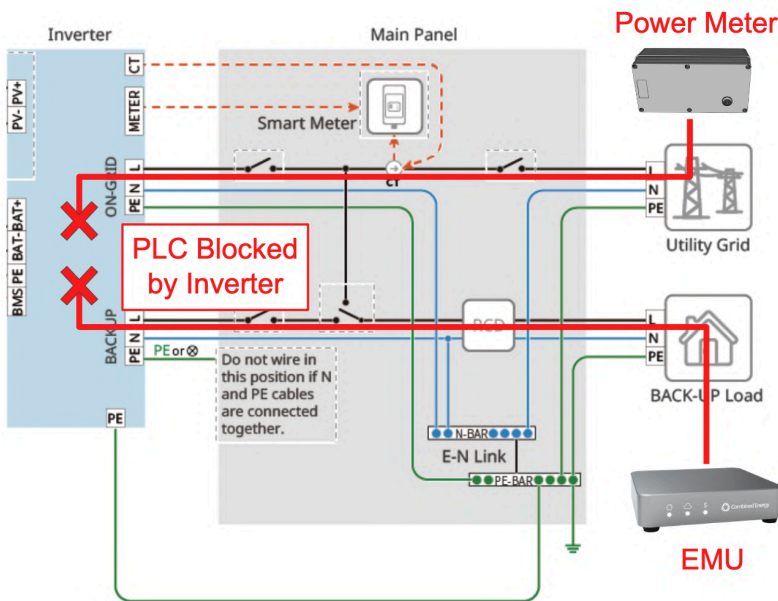 Power Meter
Inverter
Main Panel
CT
PV- PV+
METER
Smart Meter
ON-GRID
L
N
PE
CT
L
N
PE
Utility Grid
BMS PE BAT- BAT+
PLC Blocked
by Inverter
BACK-UP
L
N
PE
PE or ⊗
RCD
L
N
PE
BACK-UP Load
Do not wire in
this position if N
and PE cables
are connected
together.
PE
N-BAR
E-N Link
PE-BAR
CombinedEnergy
EMU